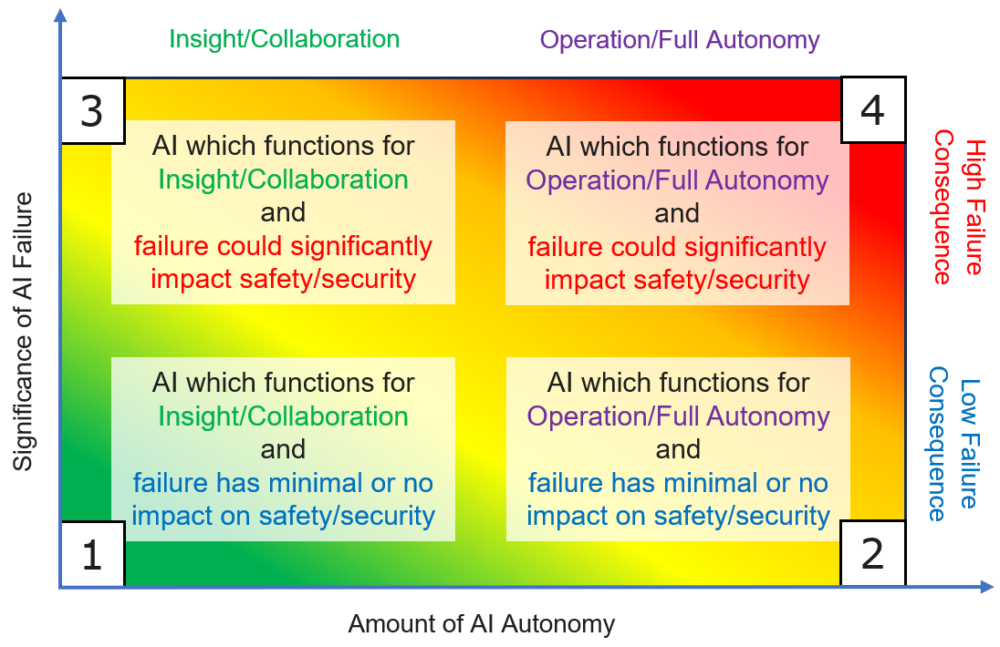 Insight/Collaboration
Operation/Full Autonomy
3
AI which functions for
Insight/Collaboration
and
failure could significantly
impact safety/security
4
AI which functions for
Operation/Full Autonomy
and
failure could significantly
impact safety/security
High Failure
Consequence
Significance of AI Failure
1
AI which functions for
Insight/Collaboration
and
failure has minimal or no
impact on safety/security
2
AI which functions for
Operation/Full Autonomy
and
failure has minimal or no
impact on safety/security
Low Failure
Consequence
Amount of AI Autonomy